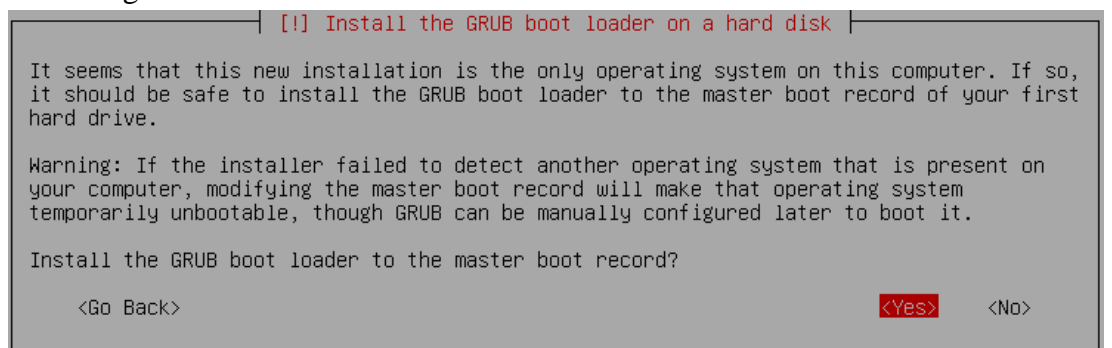 [!] Install the GRUB boot loader on a hard disk
It seems that this new installation is the only operating system on this computer. If so,
it should be safe to install the GRUB boot loader to the master boot record of your first
hard drive.
Warning: If the installer failed to detect another operating system that is present on
your computer, modifying the master boot record will make that operating system
temporarily unbootable, though GRUB can be manually configured later to boot it.
Install the GRUB boot loader to the master boot record?
<Go Back> <Yes> <No>